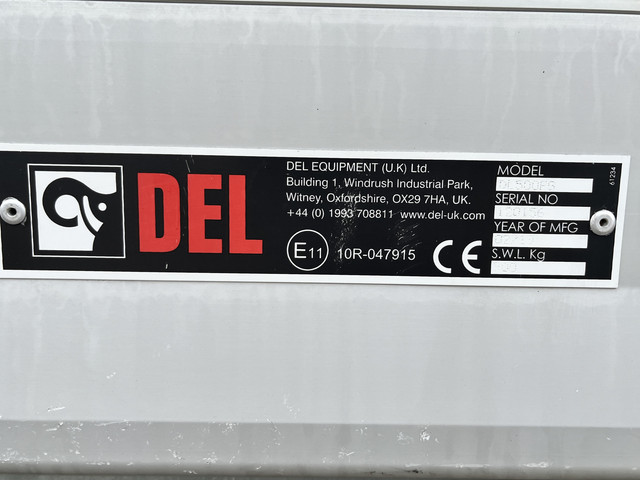 DEL
DEL EQUIPMENT (U.K) Ltd.
Building 1, Windrush Industrial Park,
Witney, Oxfordshire, OX29 7HA, UK.
+44 (0) 1993 708811 www.del-uk.com
E11 10R-047915
CE
MODEL
SERIAL NO
YEAR OF MFG
S.W.L. Kg
61234